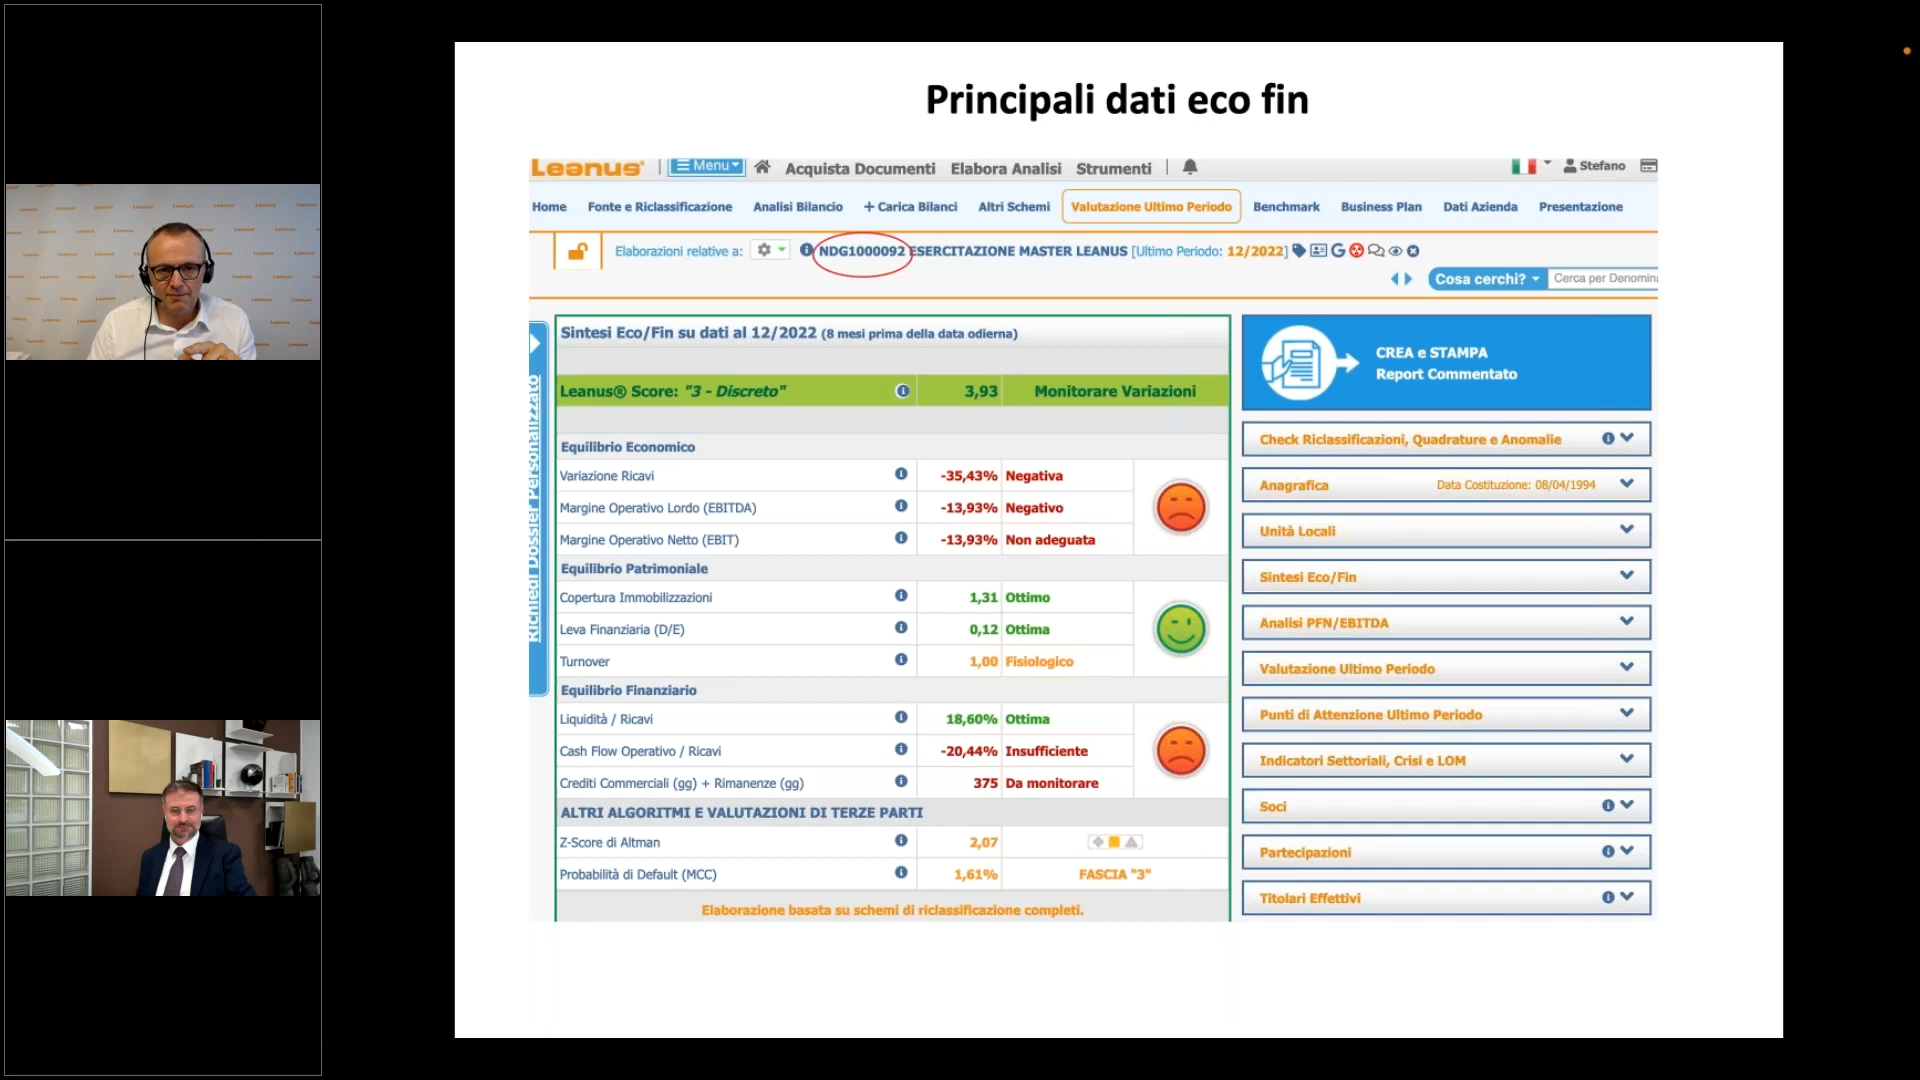 Principali dati eco fin
Leanus® Menu Acquista Documenti Elabora Analisi Strumenti Stefano
Home Fonte e Riclassificazione Analisi Bilancio + Carica Bilanci Altri Schemi Valutazione Ultimo Periodo Benchmark Business Plan Dati Azienda Presentazione
Elaborazioni relative a: NDG1000092 ESERCITAZIONE MASTER LEANUS [Ultimo Periodo: 12/2022]
Cosa cerchi? Cerca per Denomina
Richiedi Dossier Personalizzato
Sintesi Eco/Fin su dati al 12/2022 (8 mesi prima della data odierna)
Leanus® Score: "3 - Discreto" 3,93 Monitorare Variazioni
Equilibrio Economico
Variazione Ricavi -35,43% Negativa
Margine Operativo Lordo (EBITDA) -13,93% Negativo
Margine Operativo Netto (EBIT) -13,93% Non adeguata
Equilibrio Patrimoniale
Copertura Immobilizzazioni 1,31 Ottimo
Leva Finanziaria (D/E) 0,12 Ottima
Turnover 1,00 Fisiologico
Equilibrio Finanziario
Liquidità / Ricavi 18,60% Ottima
Cash Flow Operativo / Ricavi -20,44% Insufficiente
Crediti Commerciali (gg) + Rimanenze (gg) 375 Da monitorare
ALTRI ALGORITMI E VALUTAZIONI DI TERZE PARTI
Z-Score di Altman 2,07
Probabilità di Default (MCC) 1,61% FASCIA "3"
Elaborazione basata su schemi di riclassificazione completi.
CREA e STAMPA
Report Commentato
Check Riclassificazioni, Quadrature e Anomalie
Anagrafica Data Costituzione: 08/04/1994
Unità Locali
Sintesi Eco/Fin
Analisi PFN/EBITDA
Valutazione Ultimo Periodo
Punti di Attenzione Ultimo Periodo
Indicatori Settoriali, Crisi e LOM
Soci
Partecipazioni
Titolari Effettivi